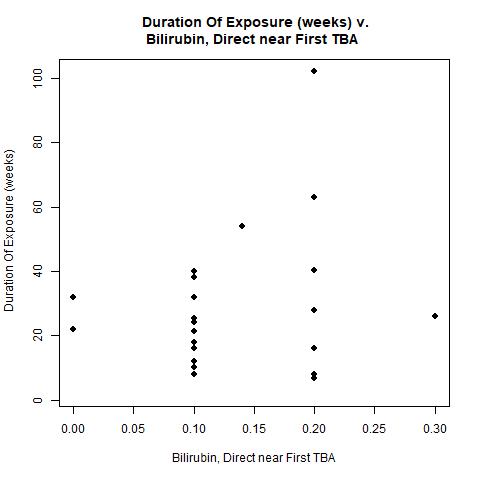 Duration Of Exposure (weeks) v.
Bilirubin, Direct near First TBA
Duration Of Exposure (weeks)
100
80
60
40
20
0
0.00 0.05 0.10 0.15 0.20 0.25 0.30
Bilirubin, Direct near First TBA